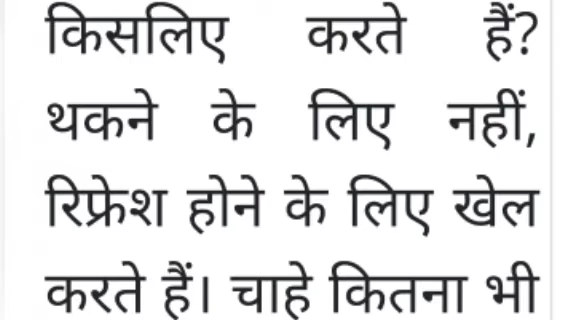 किसलिए करते हैं?
थकने के लिए नहीं,
रिफ्रेश होने के लिए खेल
करते हैं। चाहे कितना भी